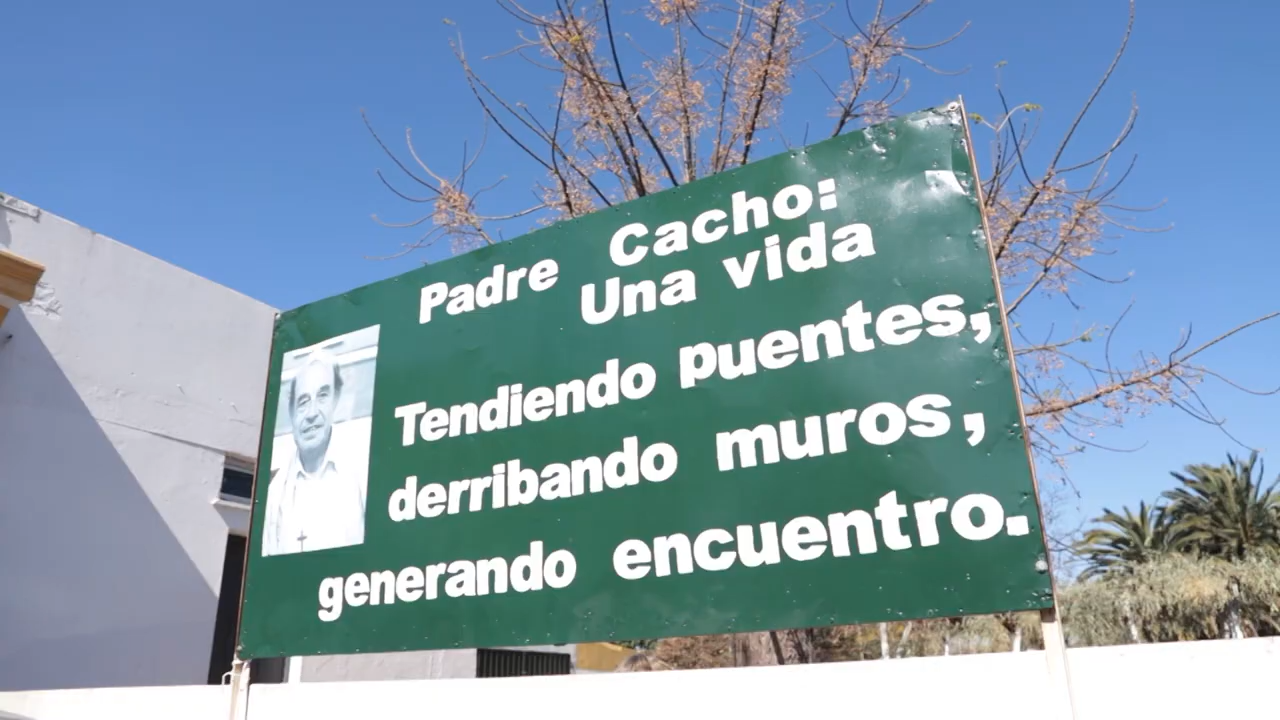 Padre Cacho:
Una vida
Tendiendo puentes,
derribando muros,
generando encuentro.